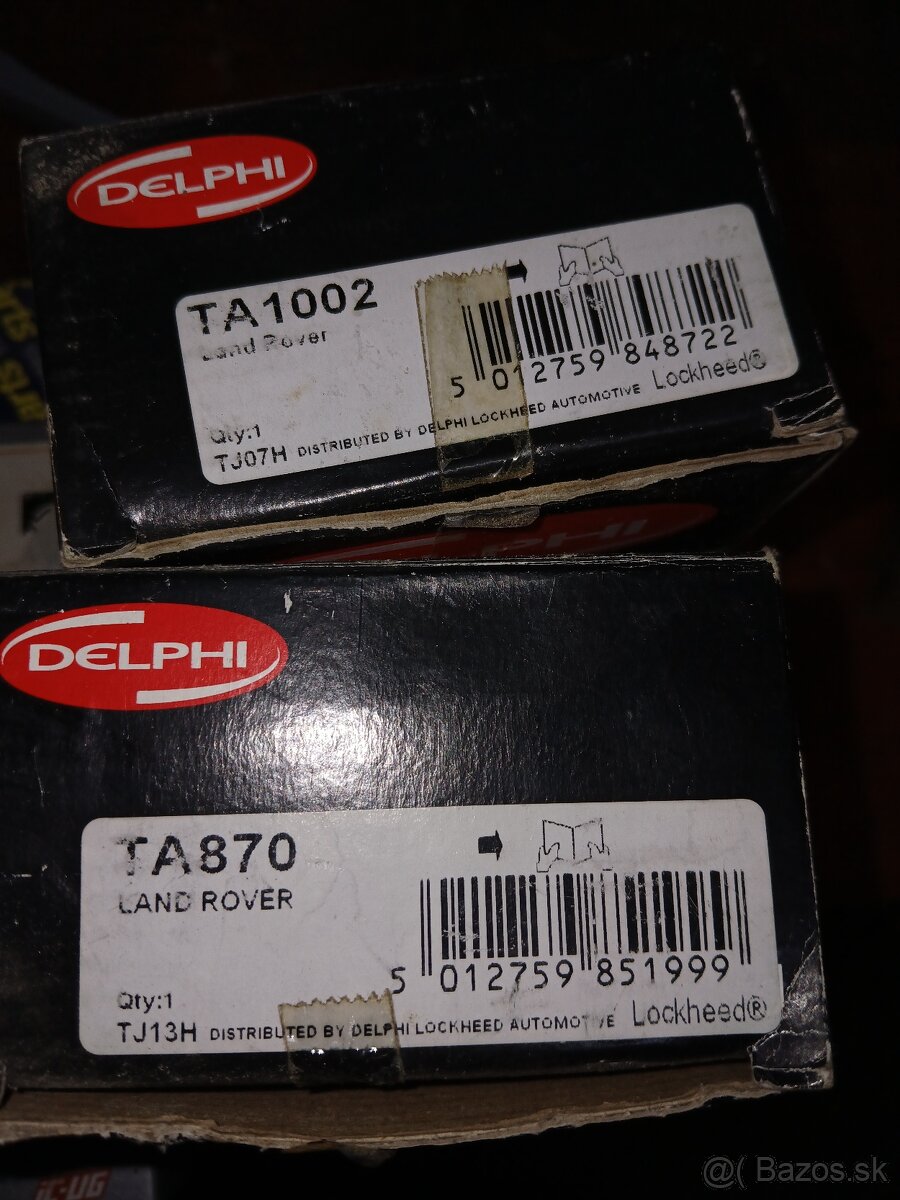 DELPHI
TA1002
Land Rover
5 012759 848722
Qty:1
TJ07H DISTRIBUTED BY DELPHI LOCKHEED AUTOMOTIVE Lockheed®
DELPHI
DELPHI
TA870
LAND ROVER
5 012759 851999
Qty:1
TJ13H DISTRIBUTED BY DELPHI LOCKHEED AUTOMOTIVE Lockheed®
@( Bazos.sk